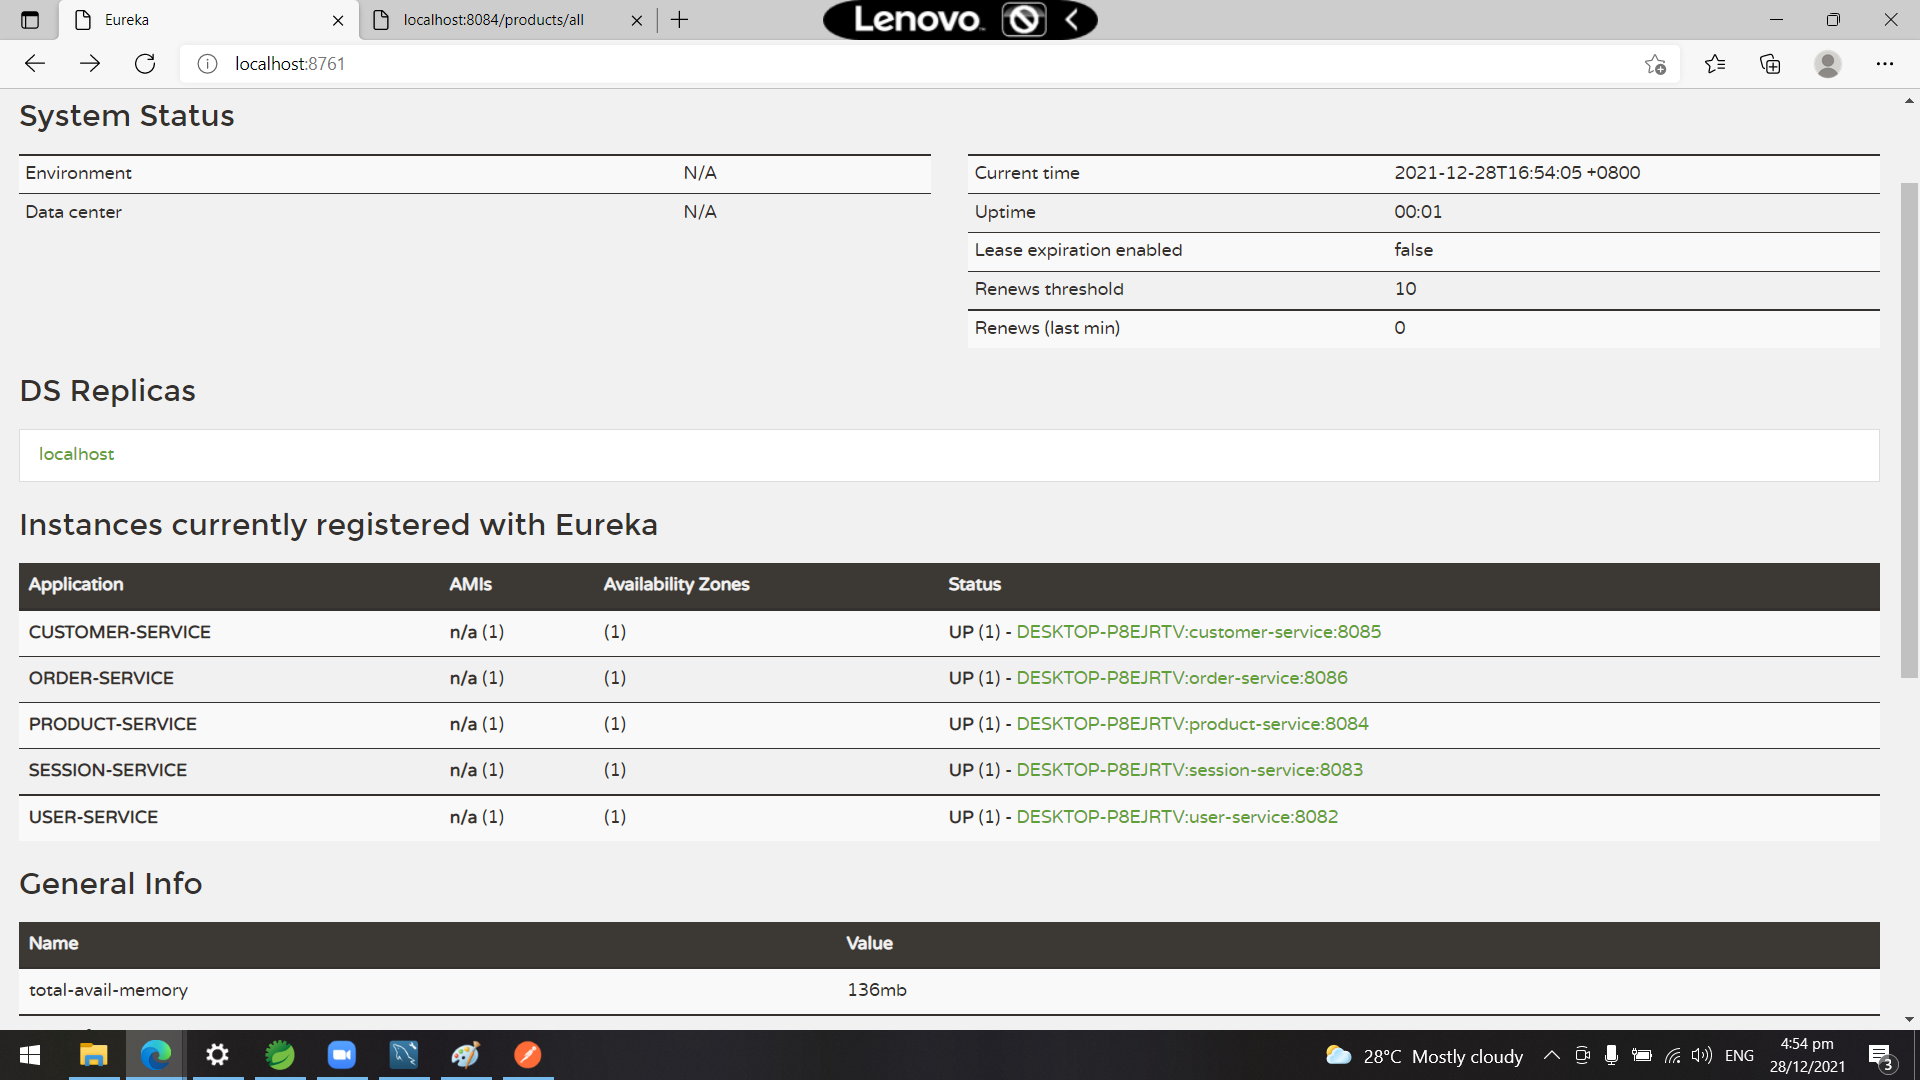 Eureka
localhost:8084/products/all
Lenovo
localhost:8761
System Status
Environment N/A
Data center N/A
Current time 2021-12-28T16:54:05 +0800
Uptime 00:01
Lease expiration enabled false
Renews threshold 10
Renews (last min) 0
DS Replicas
localhost
Instances currently registered with Eureka
Application AMIs Availability Zones Status
CUSTOMER-SERVICE n/a (1) (1) UP (1) - DESKTOP-P8EJRTV:customer-service:8085
ORDER-SERVICE n/a (1) (1) UP (1) - DESKTOP-P8EJRTV:order-service:8086
PRODUCT-SERVICE n/a (1) (1) UP (1) - DESKTOP-P8EJRTV:product-service:8084
SESSION-SERVICE n/a (1) (1) UP (1) - DESKTOP-P8EJRTV:session-service:8083
USER-SERVICE n/a (1) (1) UP (1) - DESKTOP-P8EJRTV:user-service:8082
General Info
Name Value
total-avail-memory 136mb
28°C Mostly cloudy
ENG
4:54 pm
28/12/2021
3